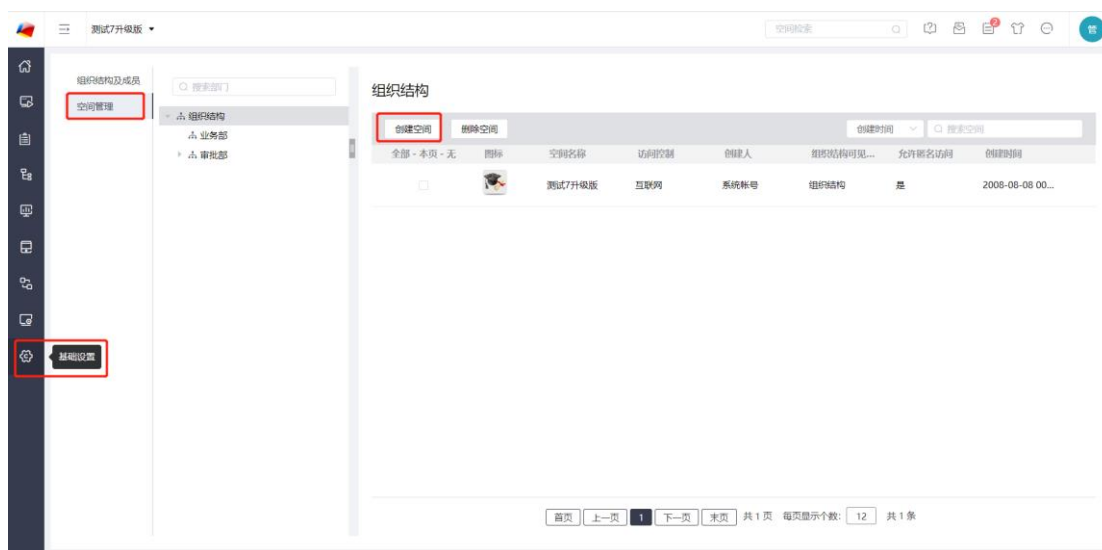 测试7升级版
空间检索
2
管
组织结构及成员
空间管理
搜索部门
组织结构
业务部
审批部
基础设置
组织结构
创建空间 删除空间 创建时间 搜索空间
全部 - 本页 - 无 图标 空间名称 访问控制 创建人 组织结构可见... 允许匿名访问 创建时间
测试7升级版 互联网 系统帐号 组织结构 是 2008-08-08 00...
首页 上一页 1 下一页 末页 共 1 页 每页显示个数: 12 共 1 条